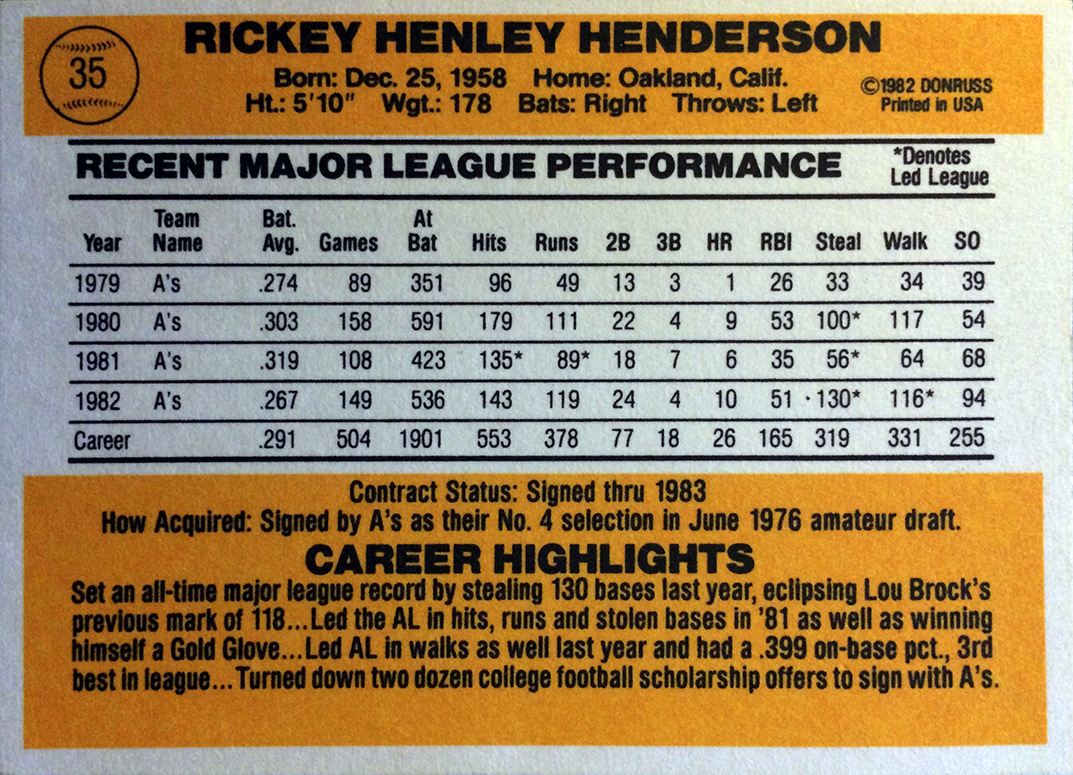 35
RICKEY HENLEY HENDERSON
Born: Dec. 25, 1958 Home: Oakland, Calif.
Ht.: 5'10" Wgt.: 178 Bats: Right Throws: Left
©1982 DONRUSS
Printed in USA
RECENT MAJOR LEAGUE PERFORMANCE
*Denotes
Led League
Year Team Name Bat. Avg. Games At Bat Hits Runs 2B 3B HR RBI Steal Walk SO
1979 A's .274 89 351 96 49 13 3 1 26 33 34 39
1980 A's .303 158 591 179 111 22 4 9 53 100* 117 54
1981 A's .319 108 423 135* 89* 18 7 6 35 56* 64 68
1982 A's .267 149 536 143 119 24 4 10 51 130* 116* 94
Career .291 504 1901 553 378 77 18 26 165 319 331 255
Contract Status: Signed thru 1983
How Acquired: Signed by A's as their No. 4 selection in June 1976 amateur draft.
CAREER HIGHLIGHTS
Set an all-time major league record by stealing 130 bases last year, eclipsing Lou Brock's
previous mark of 118...Led the AL in hits, runs and stolen bases in '81 as well as winning
himself a Gold Glove...Led AL in walks as well last year and had a .399 on-base pct., 3rd
best in league...Turned down two dozen college football scholarship offers to sign with A's.